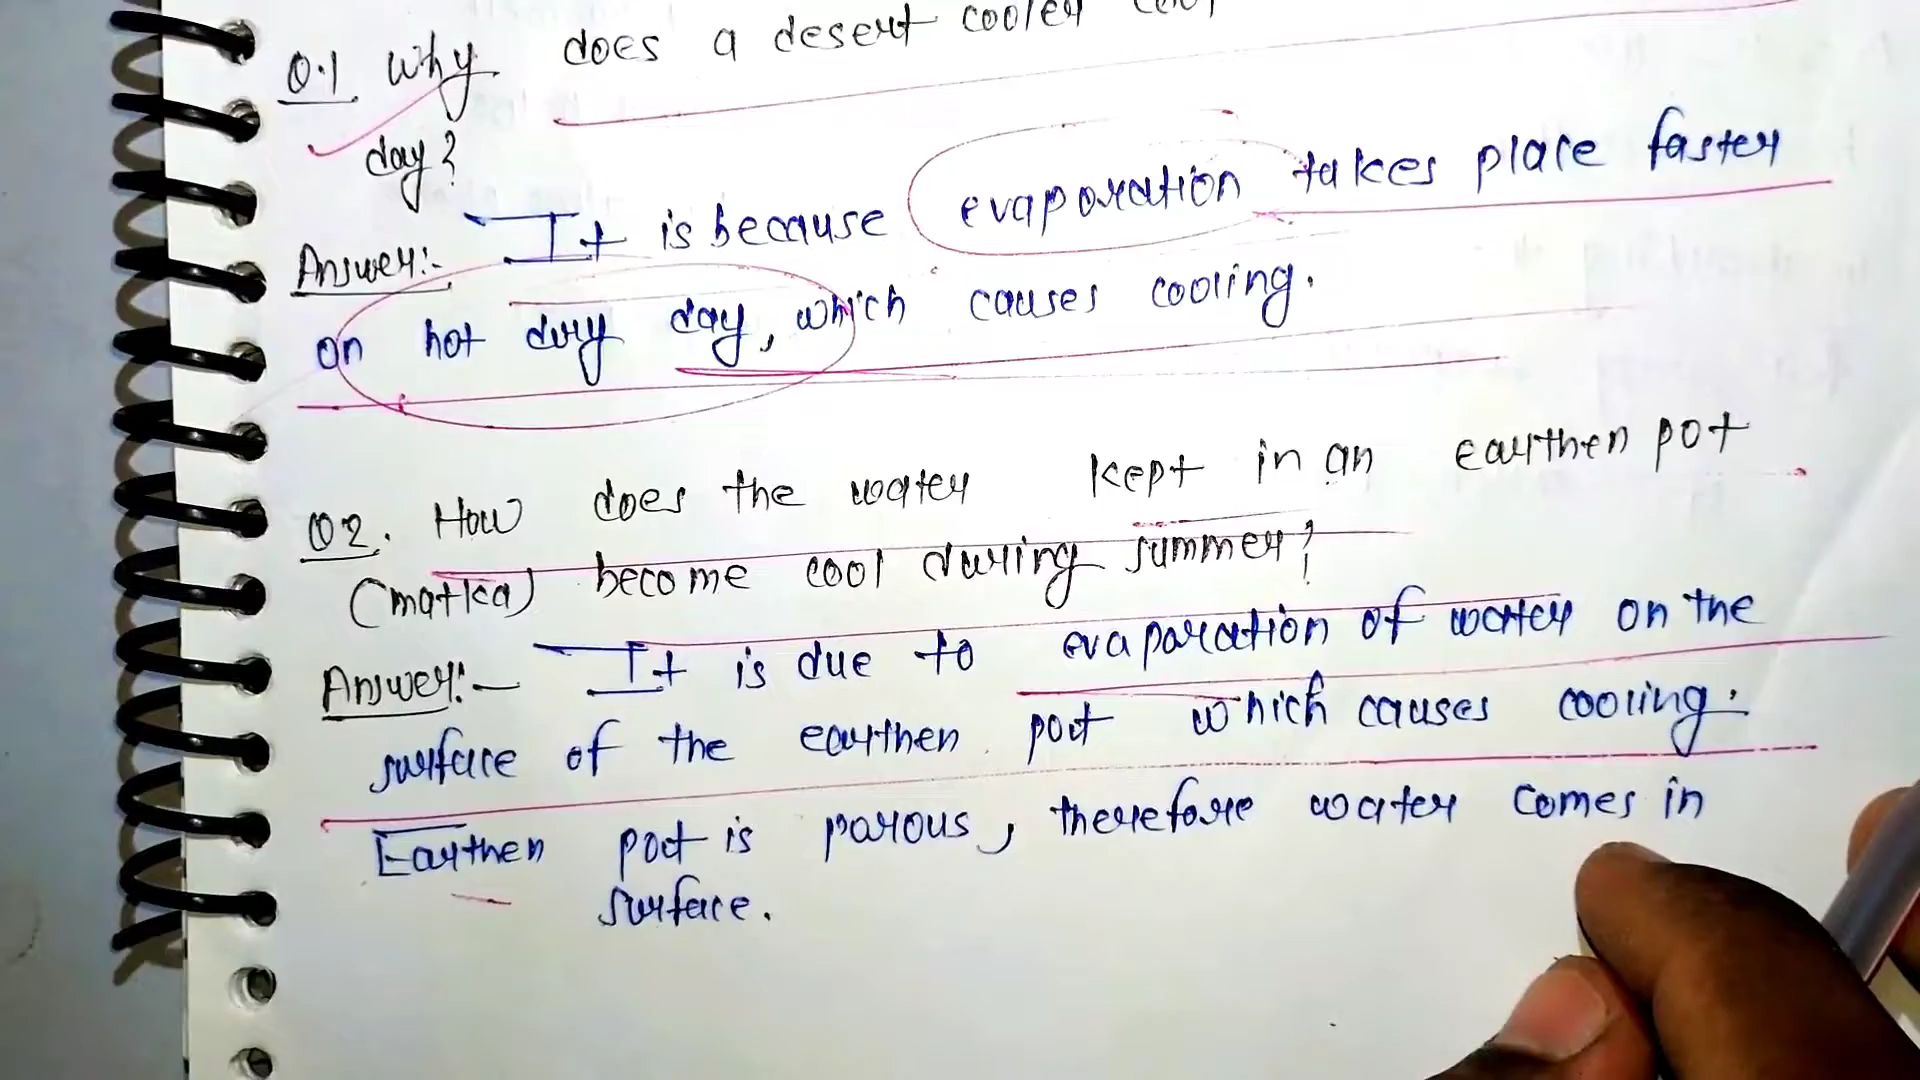 Q.1 Why does a desert cooler cool
day?
Answer:- It is because evaporation takes place faster
on hot dry day, which causes cooling.
Q2. How does the water kept in an earthen pot
(matka) become cool during summer?
Answer:- It is due to evaporation of water on the
surface of the earthen pot which causes cooling.
Earthen pot is porous, therefore water comes in
surface.